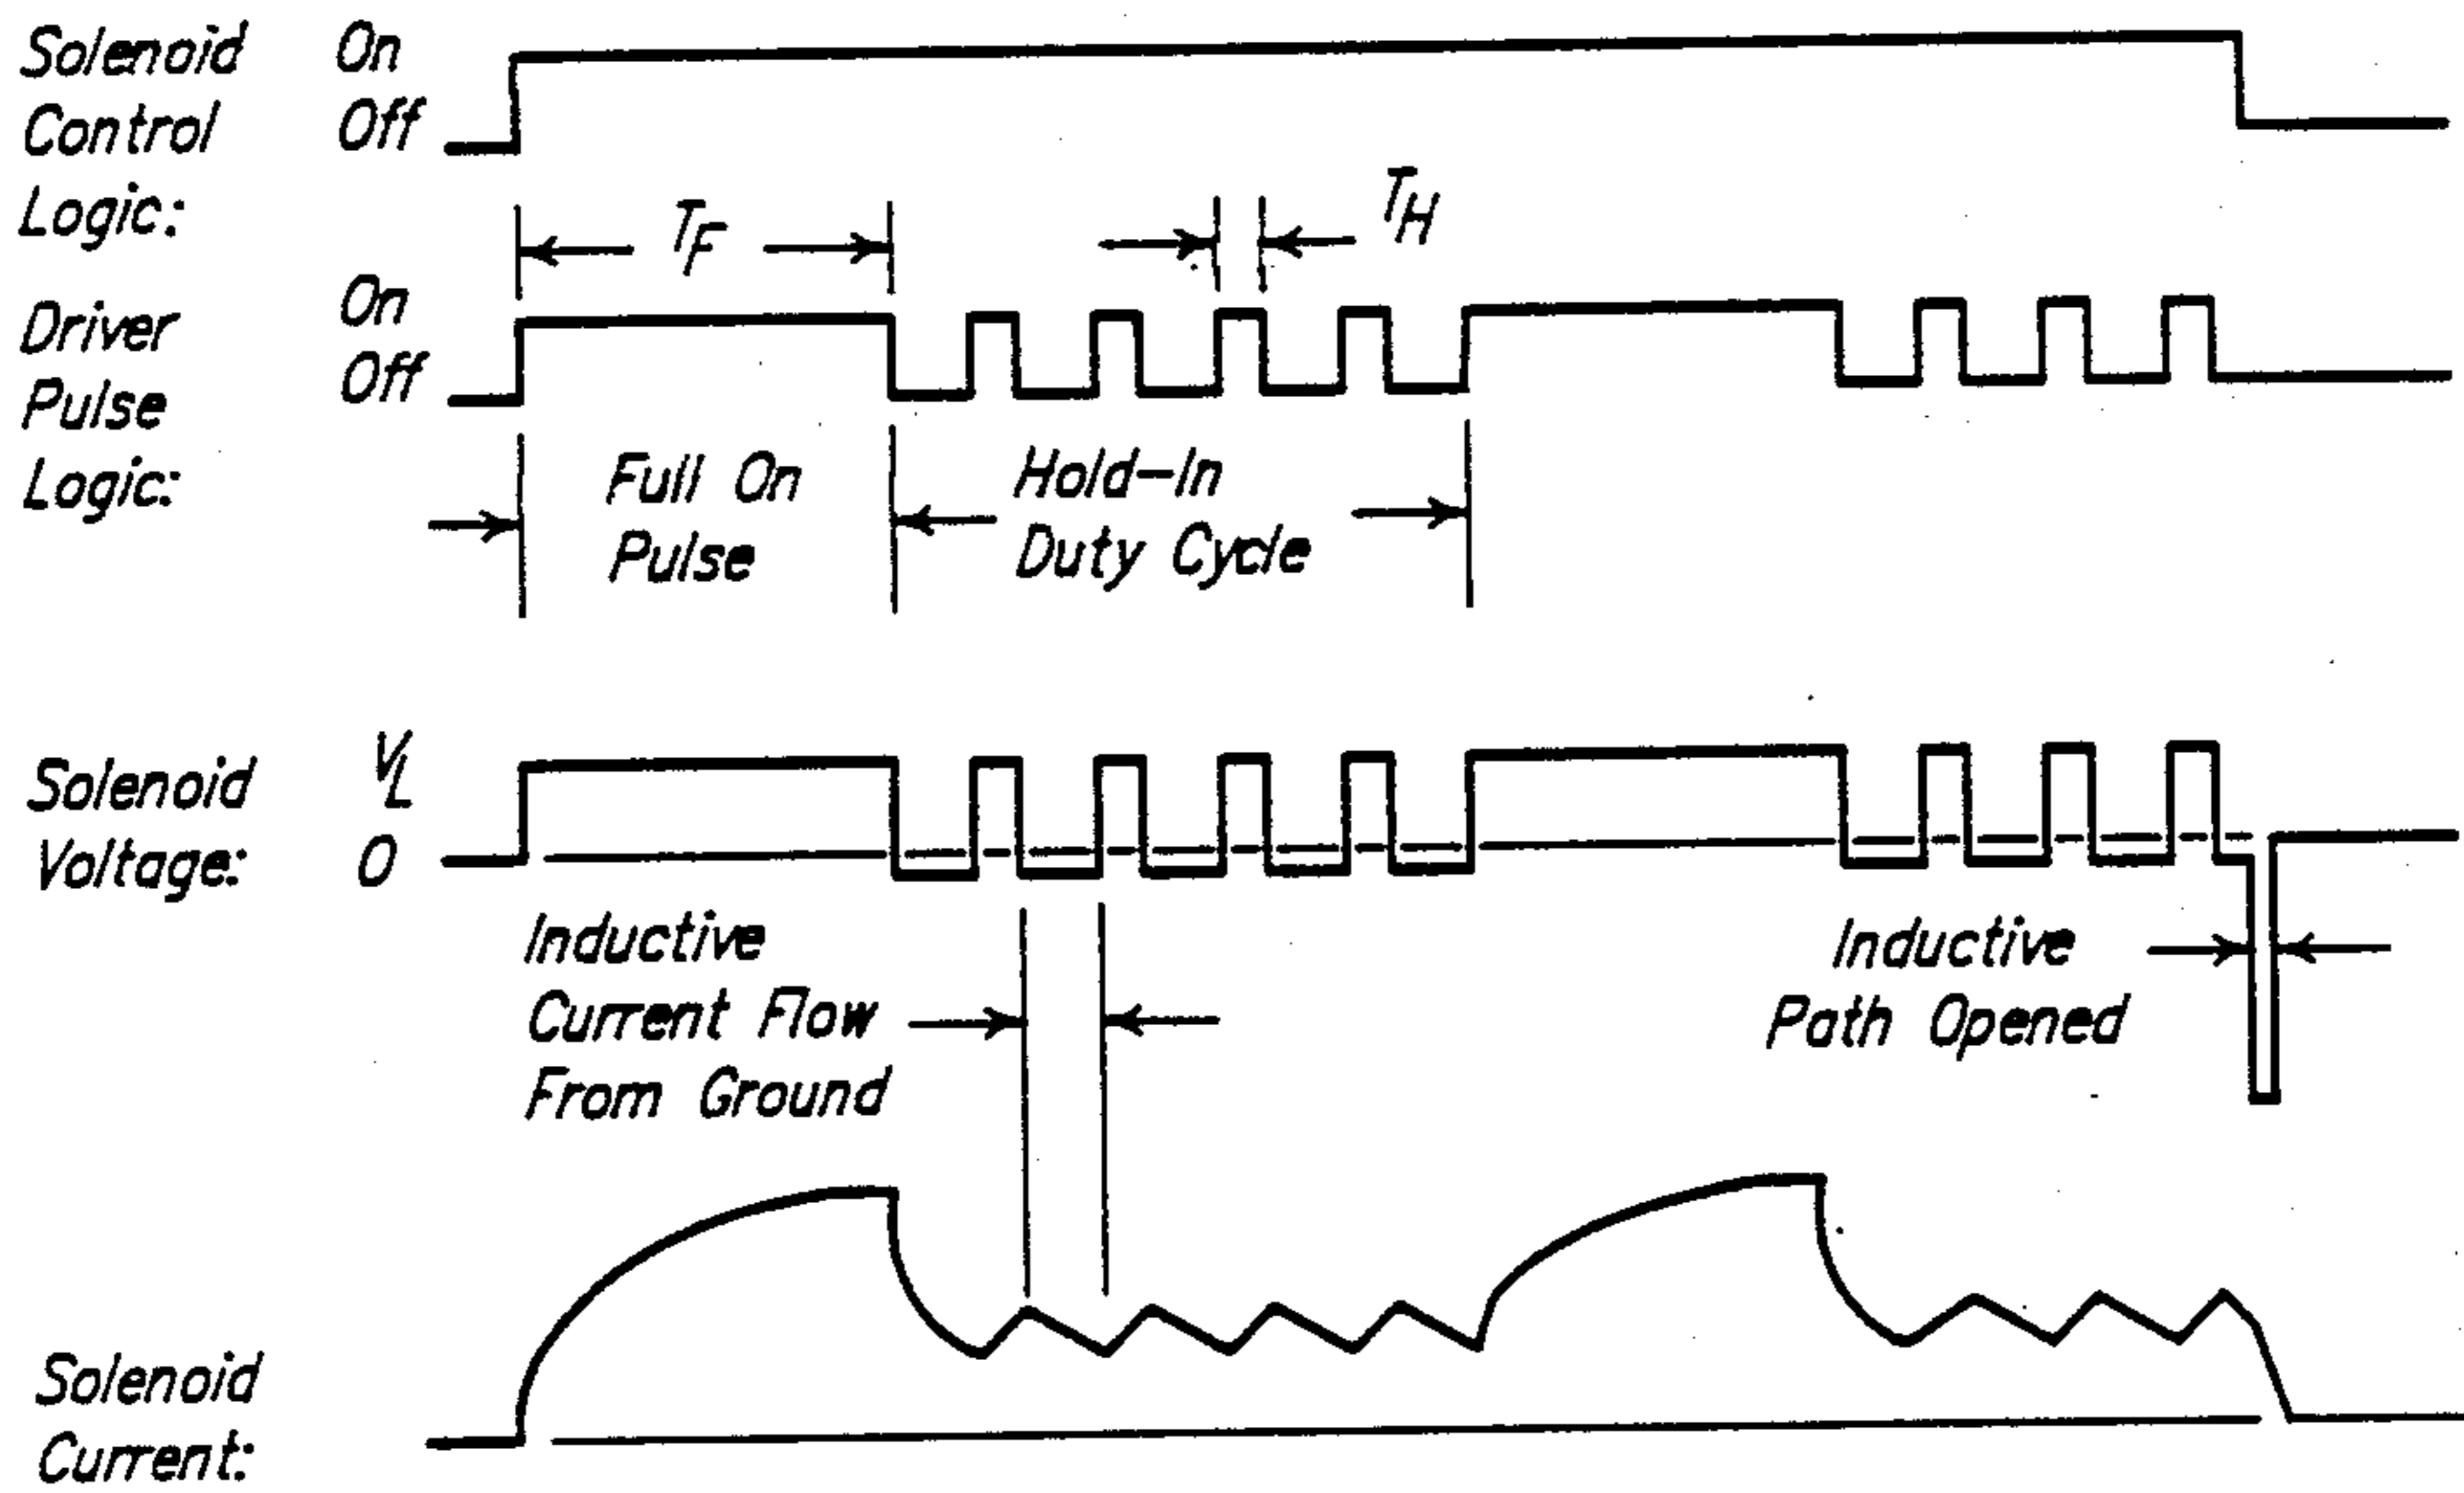 Solenoid On
Control Off
Logic:
T_F T_H
Driver On
Pulse Off
Logic:
Full On
Pulse
Hold-In
Duty Cycle
Solenoid V_L
Voltage: 0
Inductive
Current Flow
From Ground
Inductive
Path Opened
Solenoid
Current: